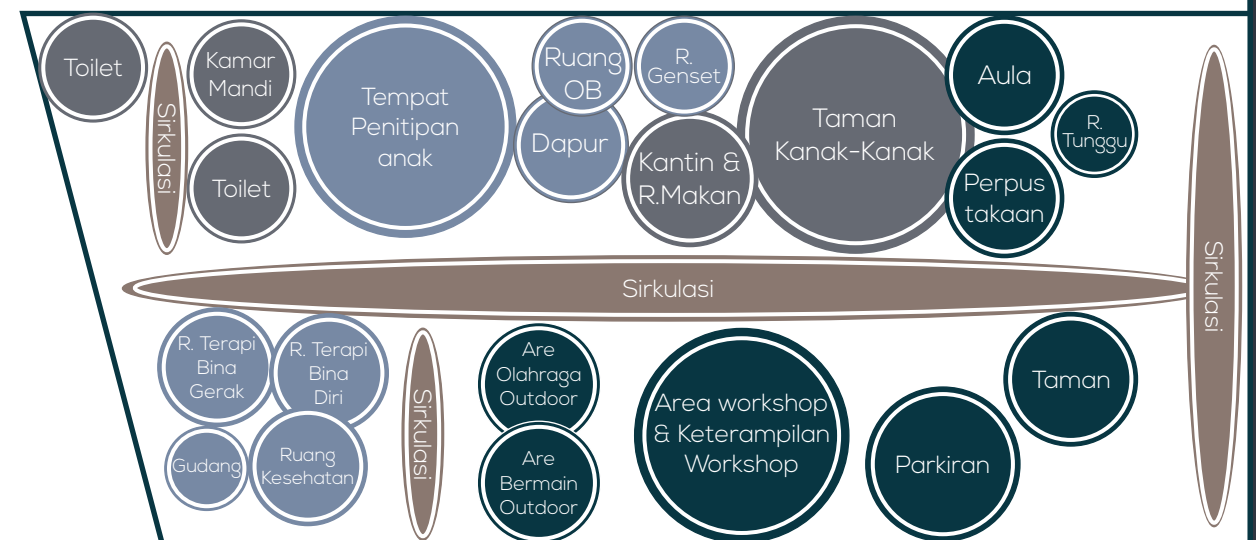 Toilet
Sirkulasi
Kamar
Mandi
Toilet
Tempat
Penitipan
anak
Ruang
OB
Dapur
R.
Genset
Kantin &
R.Makan
Taman
Kanak-Kanak
Aula
R.
Tunggu
Perpus
takaan
Sirkulasi
Sirkulasi
R. Terapi
Bina
Gerak
R. Terapi
Bina
Diri
Gudang
Ruang
Kesehatan
Sirkulasi
Are
Olahraga
Outdoor
Are
Bermain
Outdoor
Area workshop
& Keterampilan
Workshop
Parkiran
Taman